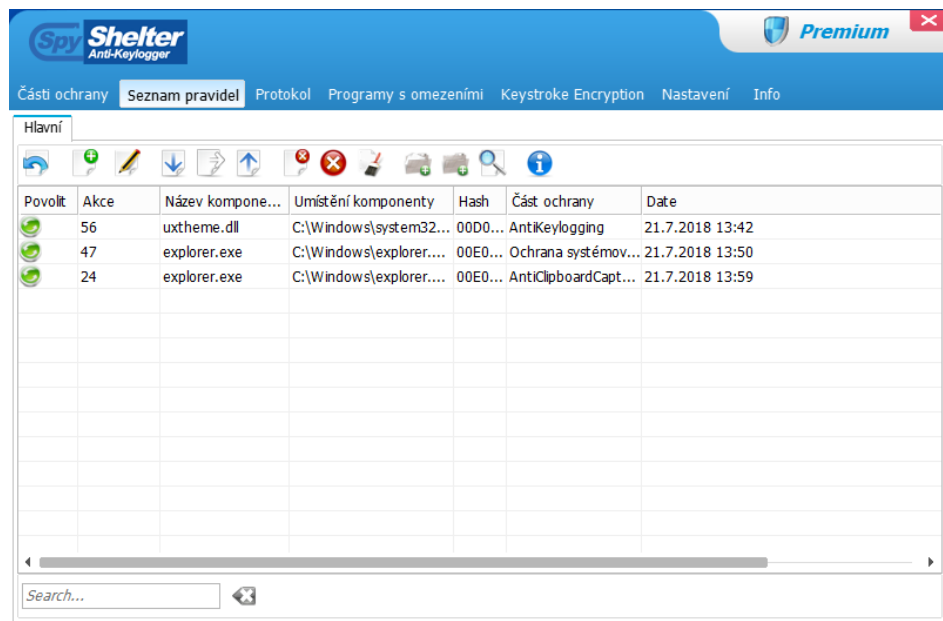 Spy Shelter
Anti-Keylogger
Premium
Části ochrany Seznam pravidel Protokol Programy s omezeními Keystroke Encryption Nastavení Info
Hlavní
Povolit Akce Název kompone... Umístění komponenty Hash Část ochrany Date
56 uxtheme.dll C:\Windows\system32... 00D0... AntiKeylogging 21.7.2018 13:42
47 explorer.exe C:\Windows\explorer.... 00E0... Ochrana systémov... 21.7.2018 13:50
24 explorer.exe C:\Windows\explorer.... 00E0... AntiClipboardCapt... 21.7.2018 13:59
Search...